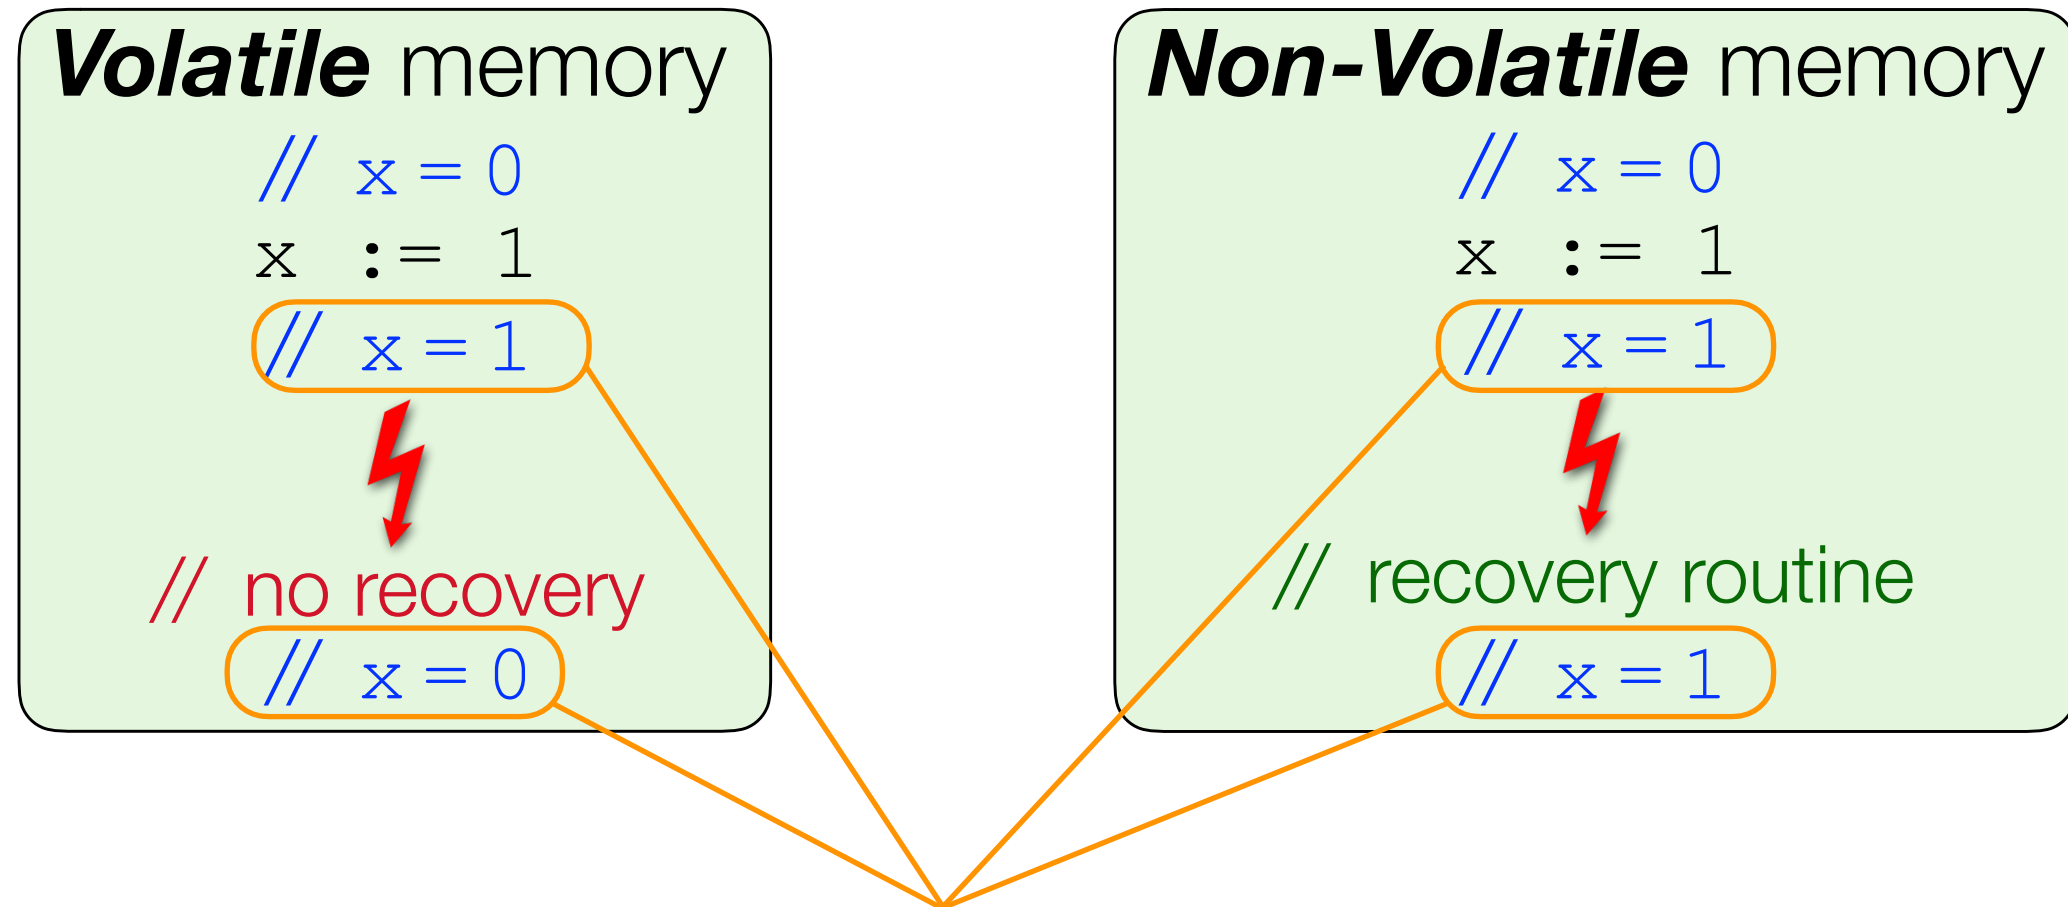 Volatile memory
// x = 0
x := 1
// x = 1
// no recovery
// x = 0
Non-Volatile memory
// x = 0
x := 1
// x = 1
// recovery routine
// x = 1